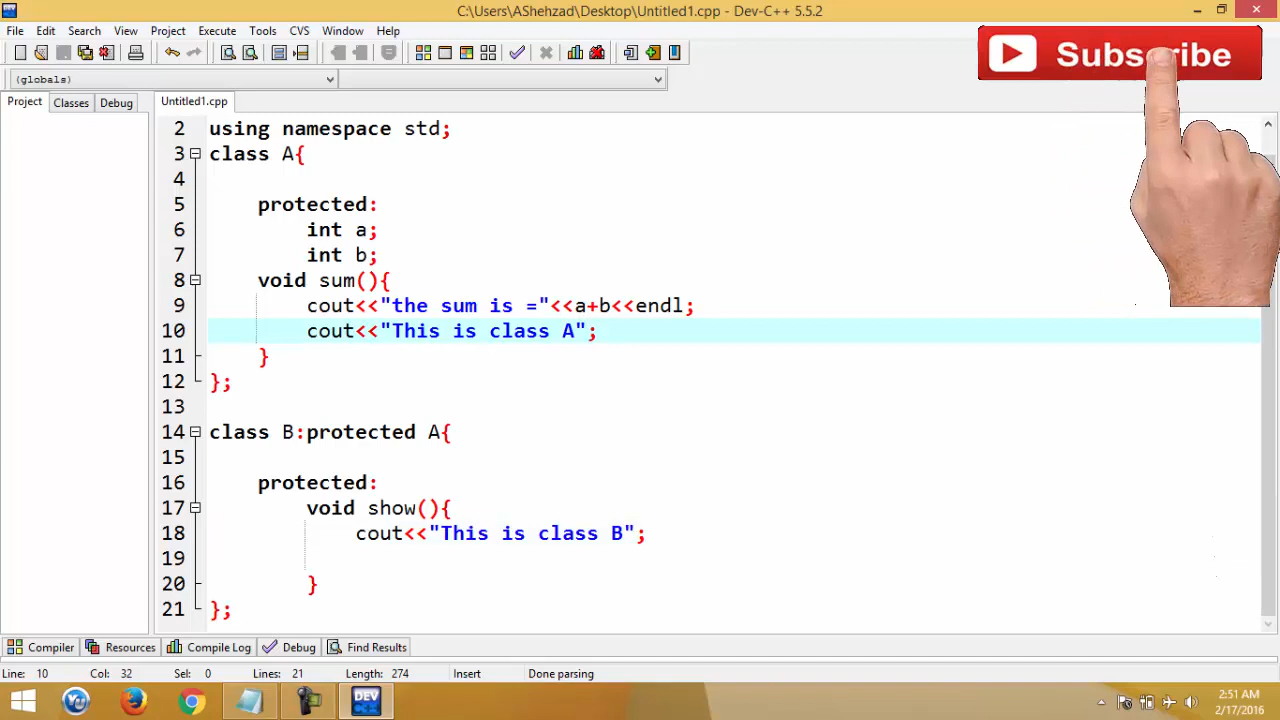 C:\Users\AShehzad\Desktop\Untitled1.cpp - Dev-C++ 5.5.2
File Edit Search View Project Execute Tools CVS Window Help
Subscribe
(globals)
Project Classes Debug Untitled1.cpp
2 using namespace std;
3 class A{
4
5 protected:
6 int a;
7 int b;
8 void sum(){
9 cout<<"the sum is ="<<a+b<<endl;
10 cout<<"This is class A";
11 }
12 };
13
14 class B:protected A{
15
16 protected:
17 void show(){
18 cout<<"This is class B";
19
20 }
21 };
Compiler Resources Compile Log Debug Find Results
Line: 10 Col: 32 Sel: 0 Lines: 21 Length: 274 Insert Done parsing
DEV
2:51 AM
2/17/2016